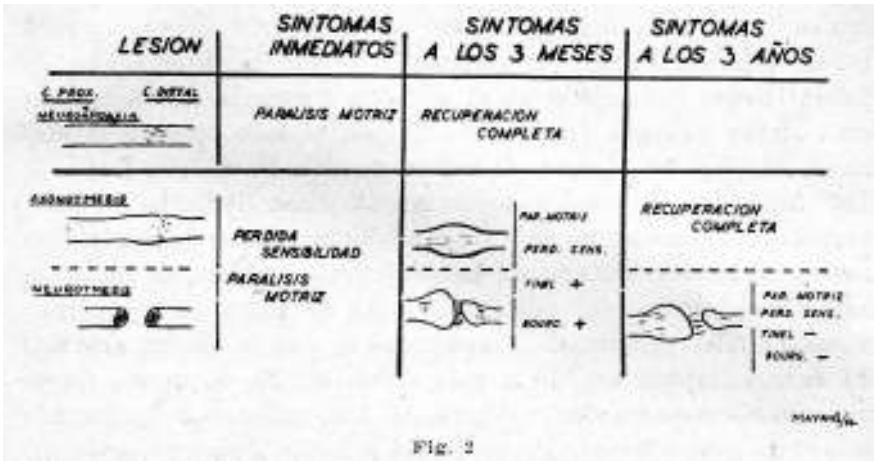 LESION
SINTOMAS
INMEDIATOS
SINTOMAS
A LOS 3 MESES
SINTOMAS
A LOS 3 AÑOS
C. PROX. C. DISTAL
NEUROPRAXIA
PARALISIS MOTRIZ
RECUPERACION
COMPLETA
AXONOTMESIS
PERDIDA
SENSIBILIDAD
PAR. MOTRIZ
PERD. SENS.
RECUPERACION
COMPLETA
NEUROTMESIS
PARALISIS
MOTRIZ
TINEL +
BOURG. +
PAR. MOTRIZ
PERD. SENS.
TINEL -
BOURG. -
Fig. 2